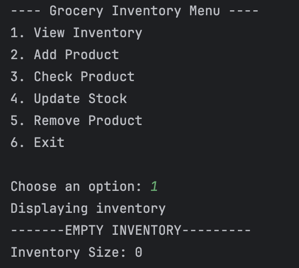 ---- Grocery Inventory Menu ----
1. View Inventory
2. Add Product
3. Check Product
4. Update Stock
5. Remove Product
6. Exit
Choose an option: 1
Displaying inventory
-------EMPTY INVENTORY---------
Inventory Size: 0